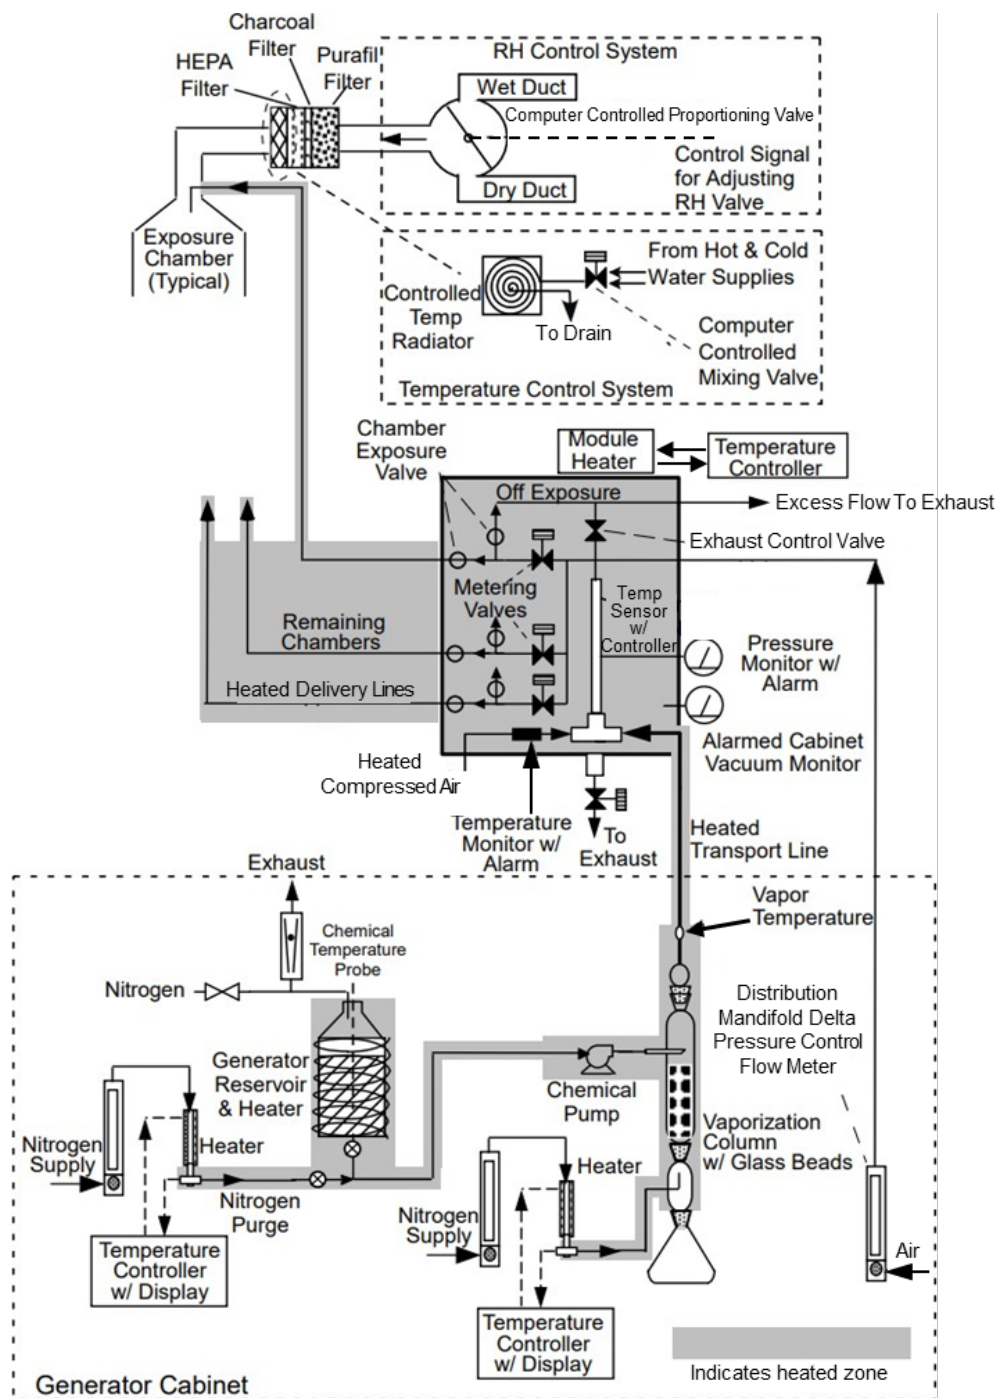 Charcoal
Filter
HEPA
Filter
Purafil
Filter
RH Control System
Wet Duct
Computer Controlled Proportioning Valve
Control Signal
for Adjusting
RH Valve
Dry Duct
Exposure
Chamber
(Typical)
From Hot & Cold
Water Supplies
Controlled
Temp
Radiator
To Drain
Computer
Controlled
Mixing Valve
Temperature Control System
Chamber
Exposure
Valve
Module
Heater
Temperature
Controller
Off Exposure
Excess Flow To Exhaust
Exhaust Control Valve
Metering
Valves
Temp
Sensor
w/
Controller
Remaining
Chambers
Pressure
Monitor w/
Alarm
Heated Delivery Lines
Alarmed Cabinet
Vacuum Monitor
Heated
Compressed Air
Temperature
Monitor w/
Alarm
To
Exhaust
Heated
Transport Line
Exhaust
Vapor
Temperature
Chemical
Temperature
Probe
Nitrogen
Distribution
Mandifold Delta
Pressure Control
Flow Meter
Generator
Reservoir
& Heater
Chemical
Pump
Vaporization
Column
w/ Glass Beads
Nitrogen
Supply
Heater
Nitrogen
Purge
Heater
Nitrogen
Supply
Air
Temperature
Controller
w/ Display
Temperature
Controller
w/ Display
Indicates heated zone
Generator Cabinet